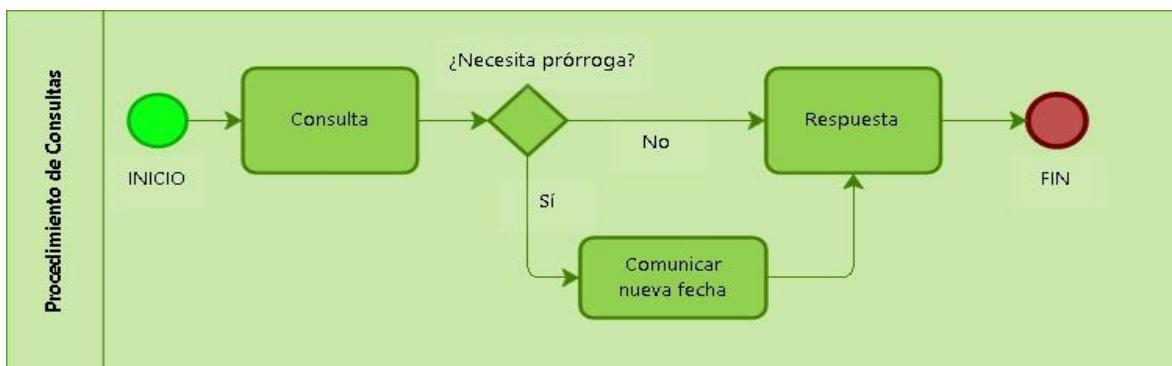 Procedimiento de Consultas
INICIO
Consulta
¿Necesita prórroga?
No
Sí
Comunicar
nueva fecha
Respuesta
FIN